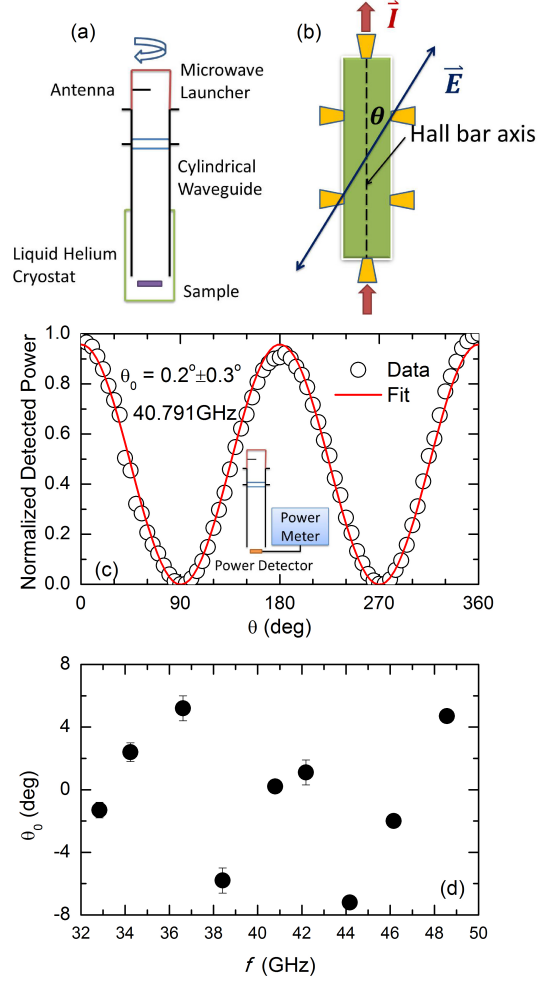 (a)
Microwave
Launcher
Antenna
Cylindrical
Waveguide
Liquid Helium
Cryostat
Sample
(b)
I
E
θ
Hall bar axis
Normalized Detected Power
1.0
0.8
0.6
0.4
0.2
0.0
θ₀ = 0.2°±0.3°
40.791GHz
Data
Fit
Power
Meter
Power Detector
(c)
0 90 180 270 360
θ (deg)
θ₀ (deg)
8
4
0
-4
-8
(d)
32 34 36 38 40 42 44 46 48 50
f (GHz)